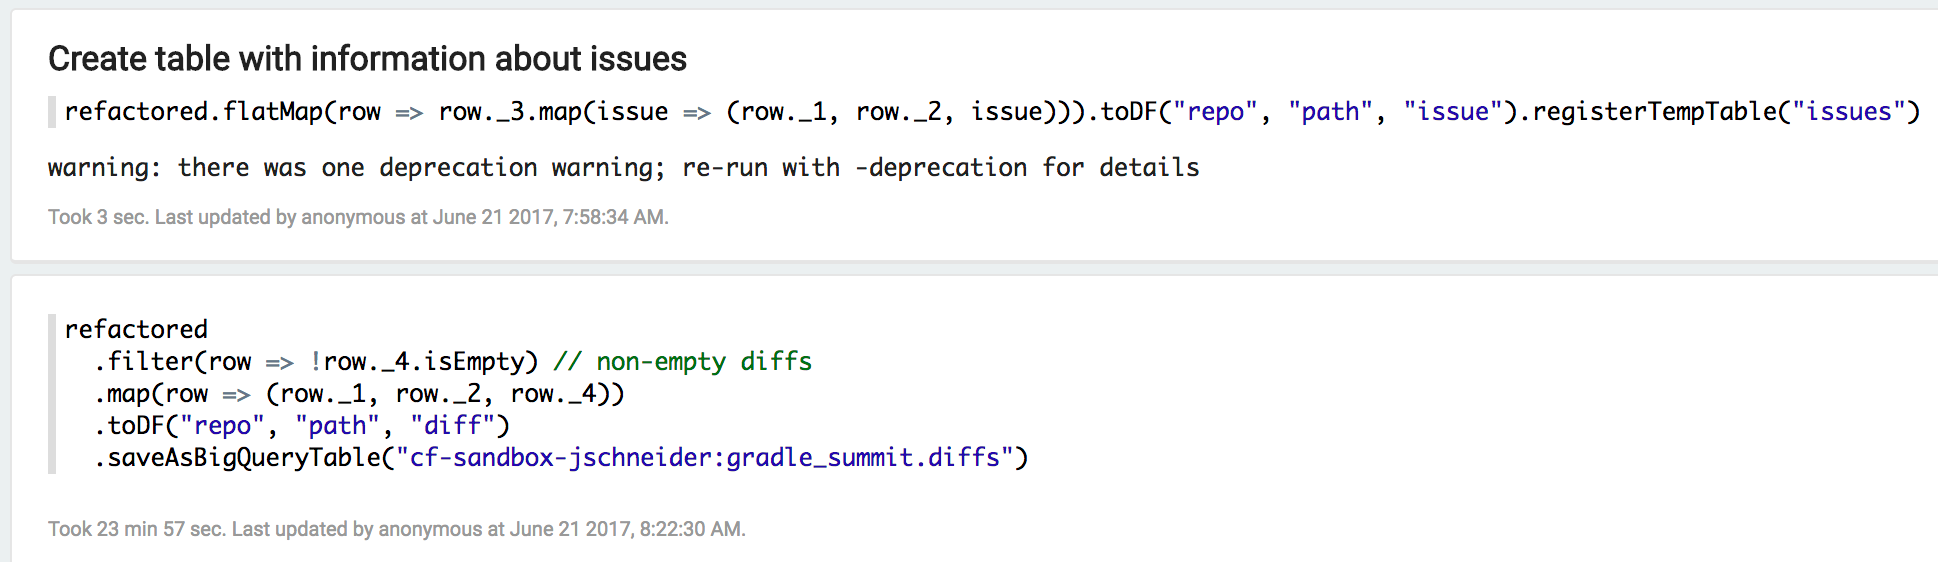 Create table with information about issues
refactored.flatMap(row => row._3.map(issue => (row._1, row._2, issue))).toDF("repo", "path", "issue").registerTempTable("issues")
warning: there was one deprecation warning; re-run with -deprecation for details
Took 3 sec. Last updated by anonymous at June 21 2017, 7:58:34 AM.
refactored
  .filter(row => !row._4.isEmpty) // non-empty diffs
  .map(row => (row._1, row._2, row._4))
  .toDF("repo", "path", "diff")
  .saveAsBigQueryTable("cf-sandbox-jschneider:gradle_summit.diffs")
Took 23 min 57 sec. Last updated by anonymous at June 21 2017, 8:22:30 AM.